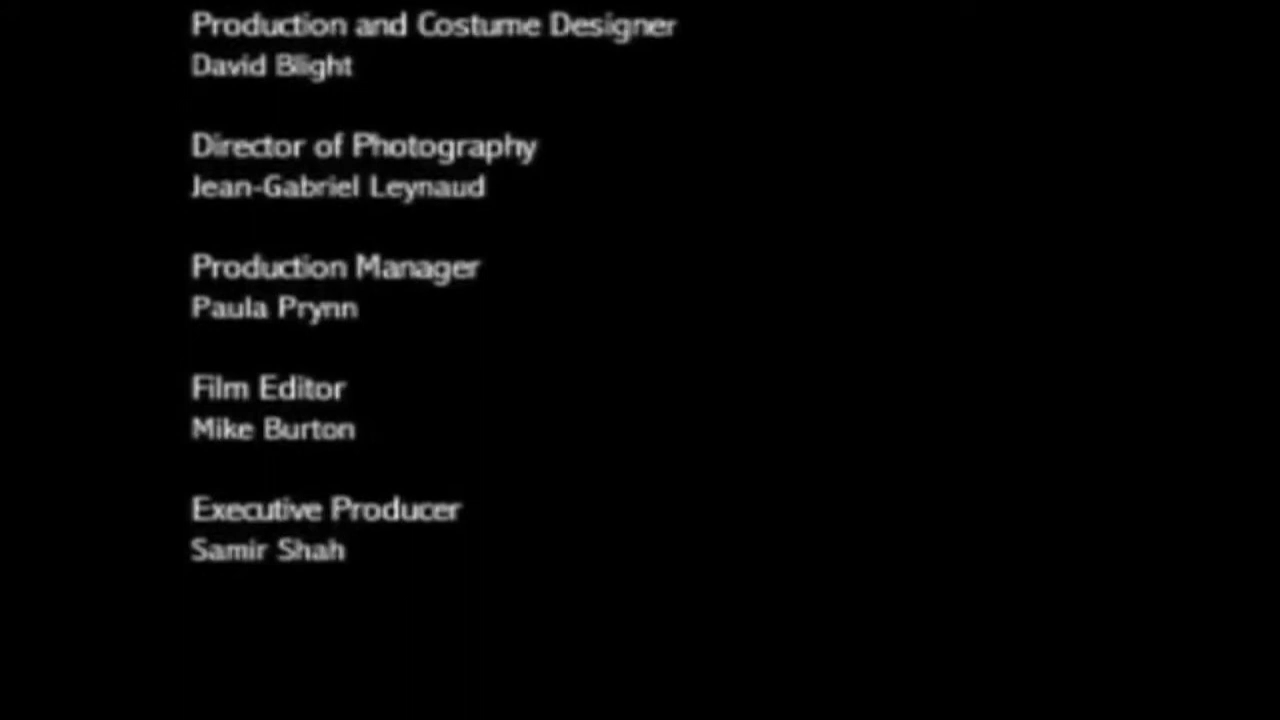 Production and Costume Designer
David Blight
Director of Photography
Jean-Gabriel Leynaud
Production Manager
Paula Prynn
Film Editor
Mike Burton
Executive Producer
Samir Shah